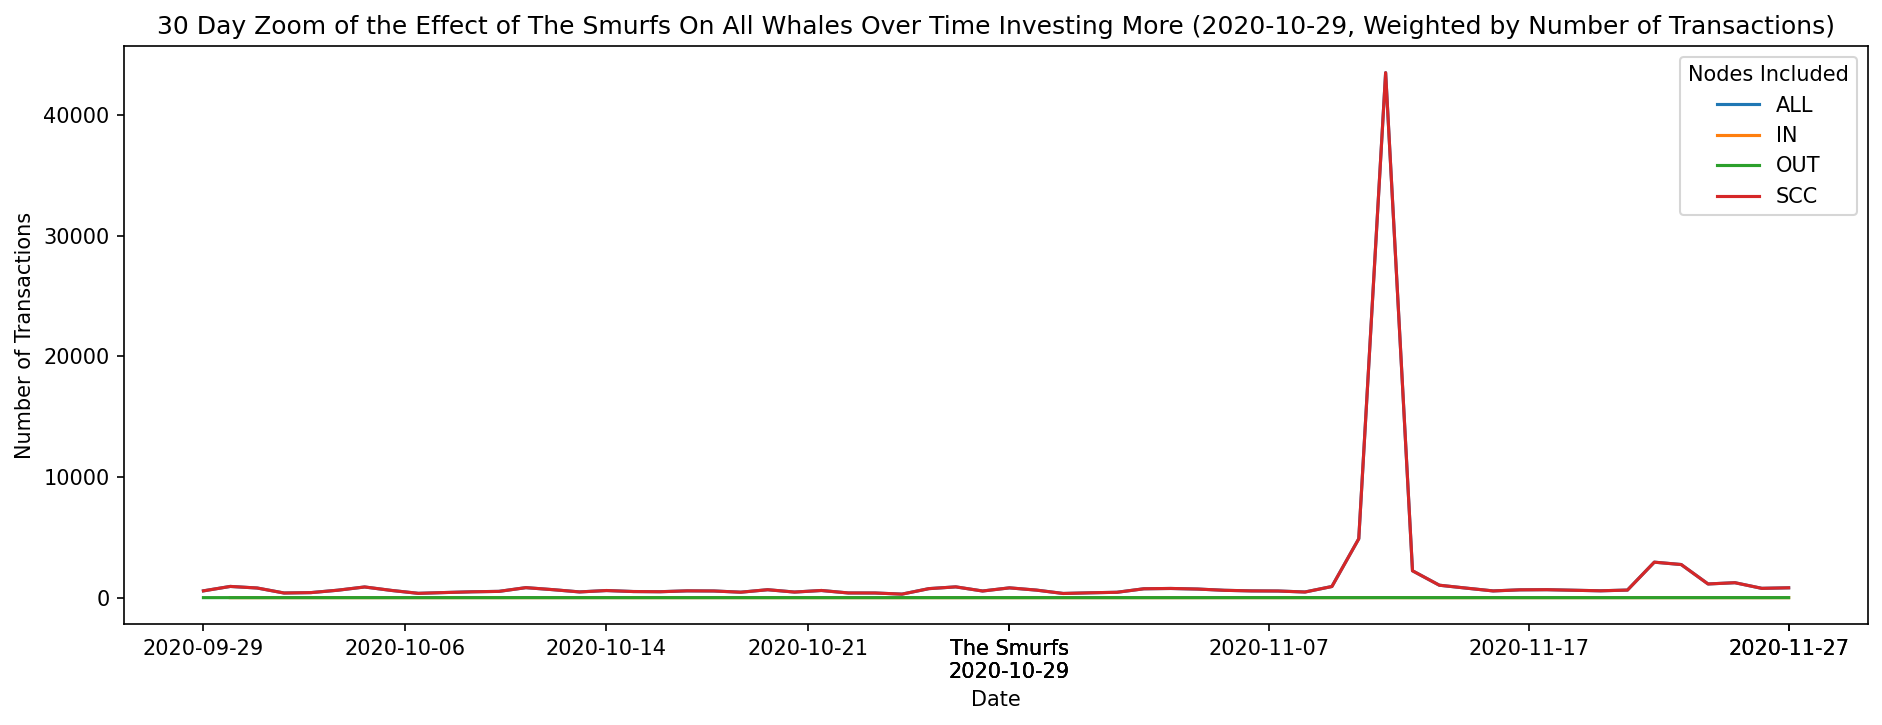 30 Day Zoom of the Effect of The Smurfs On All Whales Over Time Investing More (2020-10-29, Weighted by Number of Transactions)
Nodes Included
ALL
IN
OUT
SCC
Number of Transactions
40000
30000
20000
10000
0
2020-09-29
2020-10-06
2020-10-14
2020-10-21
The Smurfs
2020-10-29
2020-11-07
2020-11-17
2020-11-27
Date